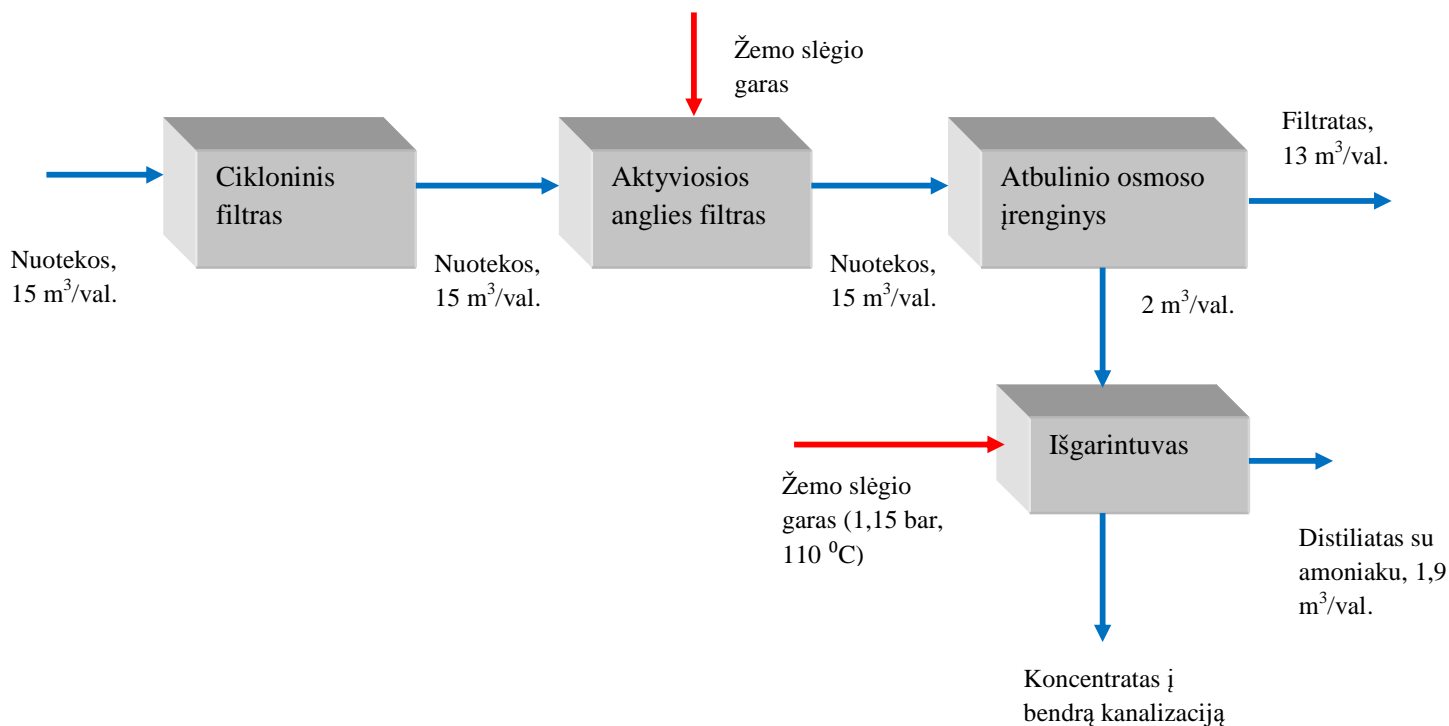 Žemo slėgio
garas
Cikloninis
filtras
Aktyviosios
anglies filtras
Atbulinio osmoso
įrenginys
Filtratas,
13 m³/val.
Nuotekos,
15 m³/val.
Nuotekos,
15 m³/val.
Nuotekos,
15 m³/val.
2 m³/val.
Išgarintuvas
Žemo slėgio
garas (1,15 bar,
110 ⁰C)
Distiliatas su
amoniaku, 1,9
m³/val.
Koncentratas į
bendrą kanalizaciją